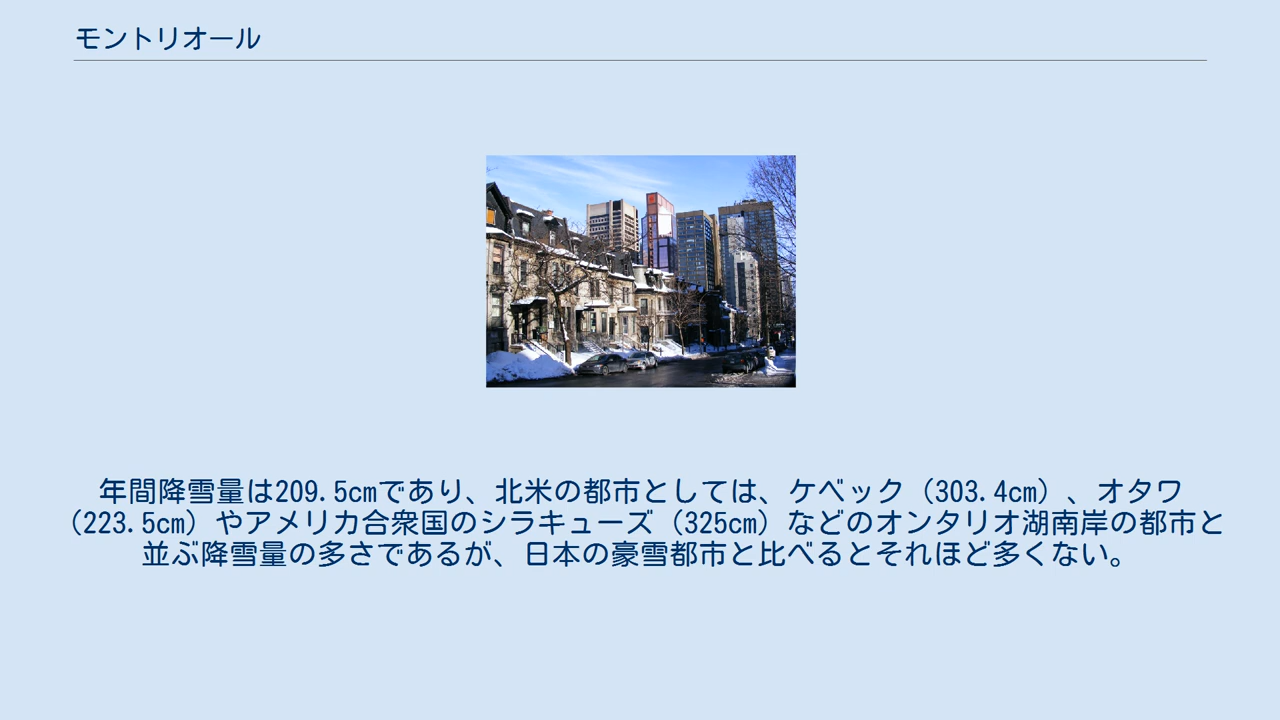 モントリオール
年間降雪量は209.5cmであり、北米の都市としては、ケベック（303.4cm）、オタワ
（223.5cm）やアメリカ合衆国のシラキューズ（325cm）などのオンタリオ湖南岸の都市と
並ぶ降雪量の多さであるが、日本の豪雪都市と比べるとそれほど多くない。